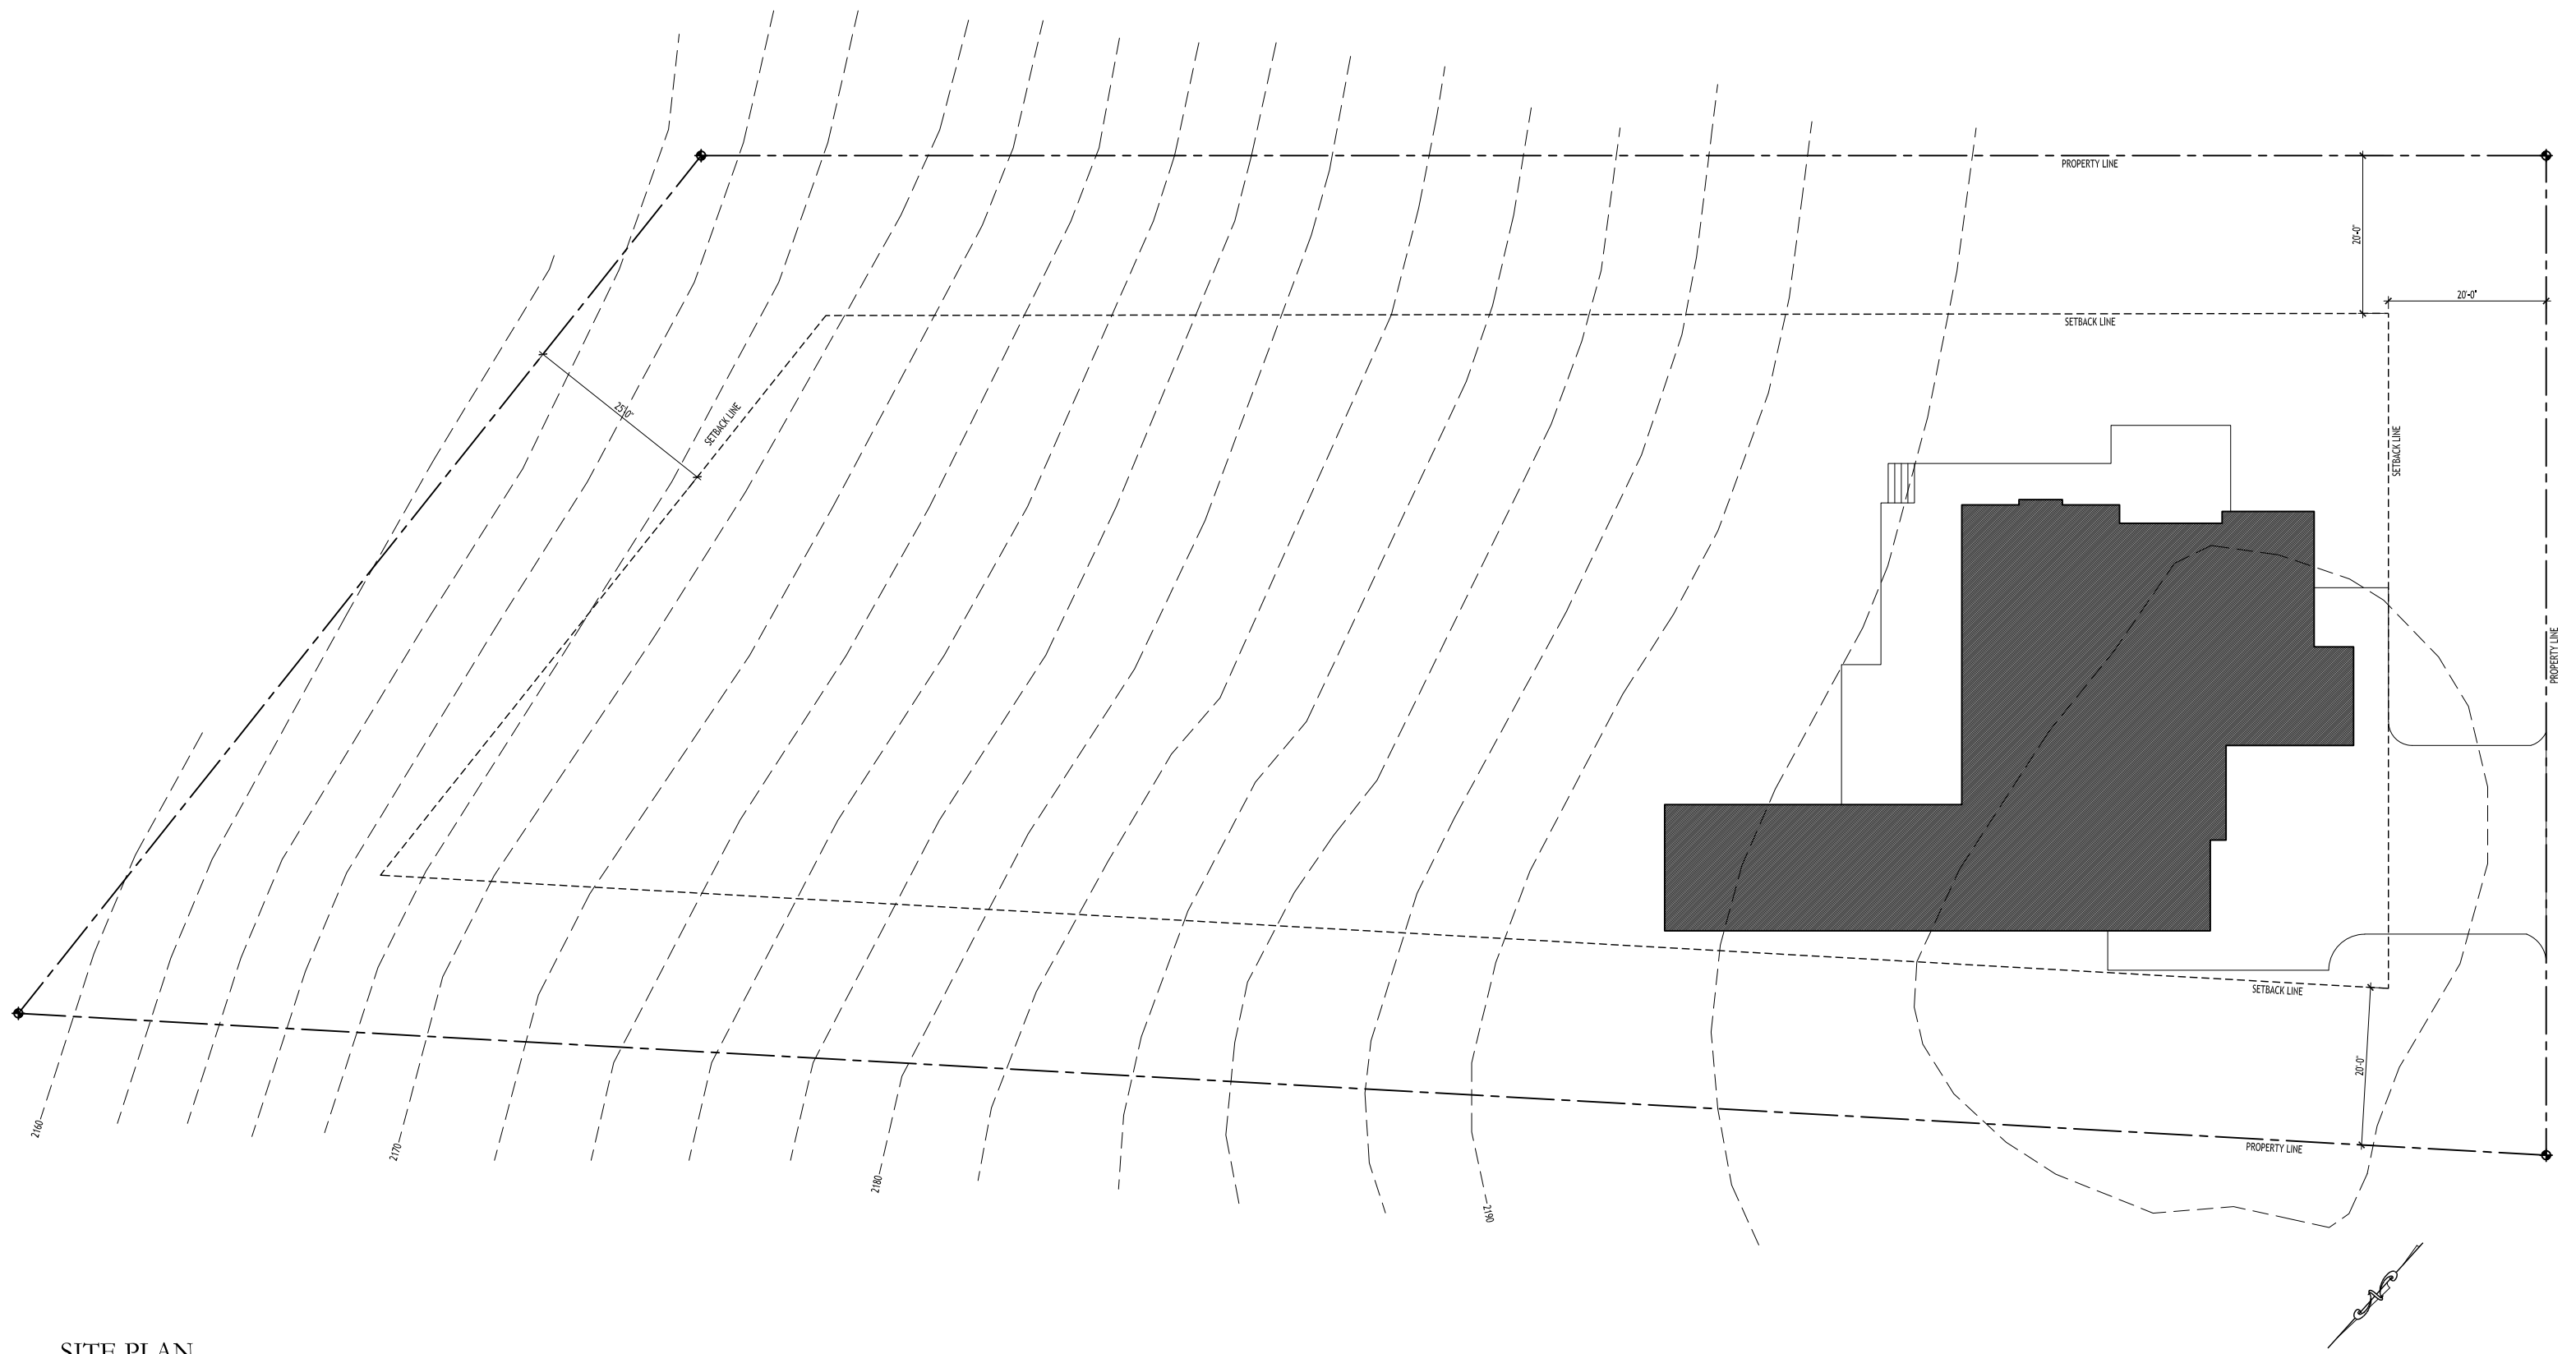 PROPERTY LINE
20'-0"
20'-0"
SETBACK LINE
25'-0"
SETBACK LINE
SETBACK LINE
PROPERTY LINE
SETBACK LINE
20'-0"
2160
2170
PROPERTY LINE
2180
2190
N
SITE PLAN